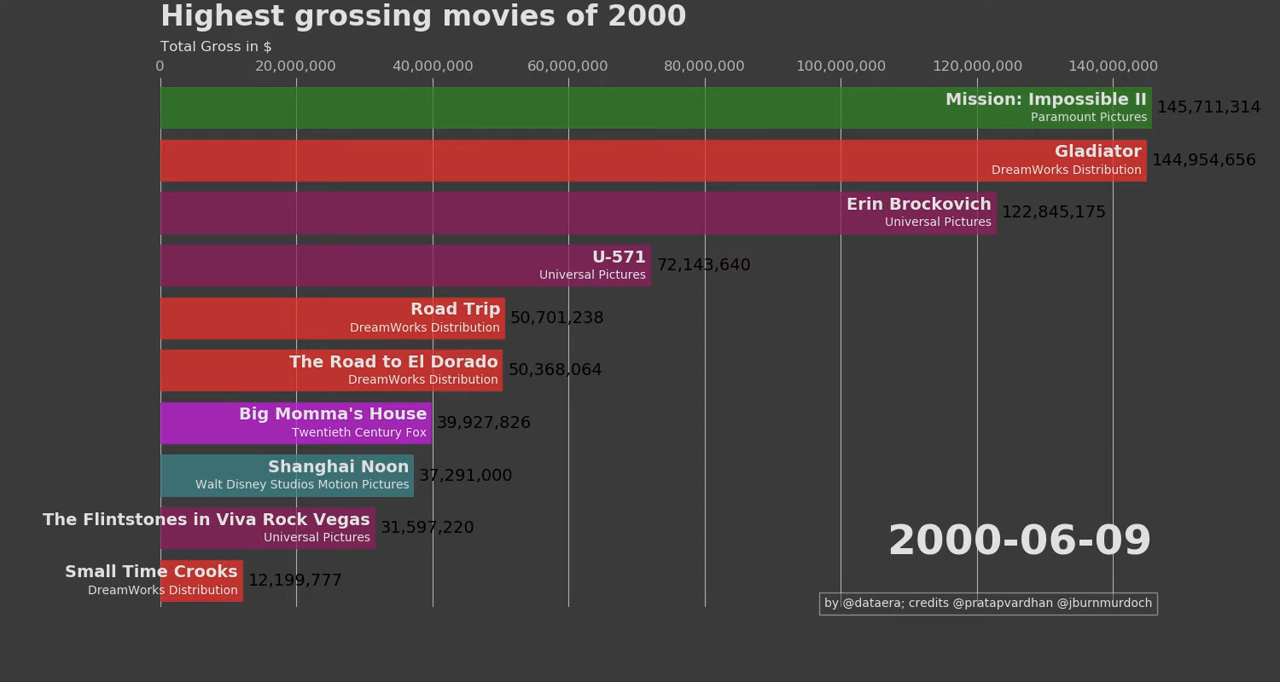 Highest grossing movies of 2000
Total Gross in $
0 20,000,000 40,000,000 60,000,000 80,000,000 100,000,000 120,000,000 140,000,000
Mission: Impossible II
Paramount Pictures
145,711,314
Gladiator
DreamWorks Distribution
144,954,656
Erin Brockovich
Universal Pictures
122,845,175
U-571
Universal Pictures
72,143,640
Road Trip
DreamWorks Distribution
50,701,238
The Road to El Dorado
DreamWorks Distribution
50,368,064
Big Momma's House
Twentieth Century Fox
39,927,826
Shanghai Noon
Walt Disney Studios Motion Pictures
37,291,000
The Flintstones in Viva Rock Vegas
Universal Pictures
31,597,220
Small Time Crooks
DreamWorks Distribution
12,199,777
2000-06-09
by @dataera; credits @pratapvardhan @jburnmurdoch